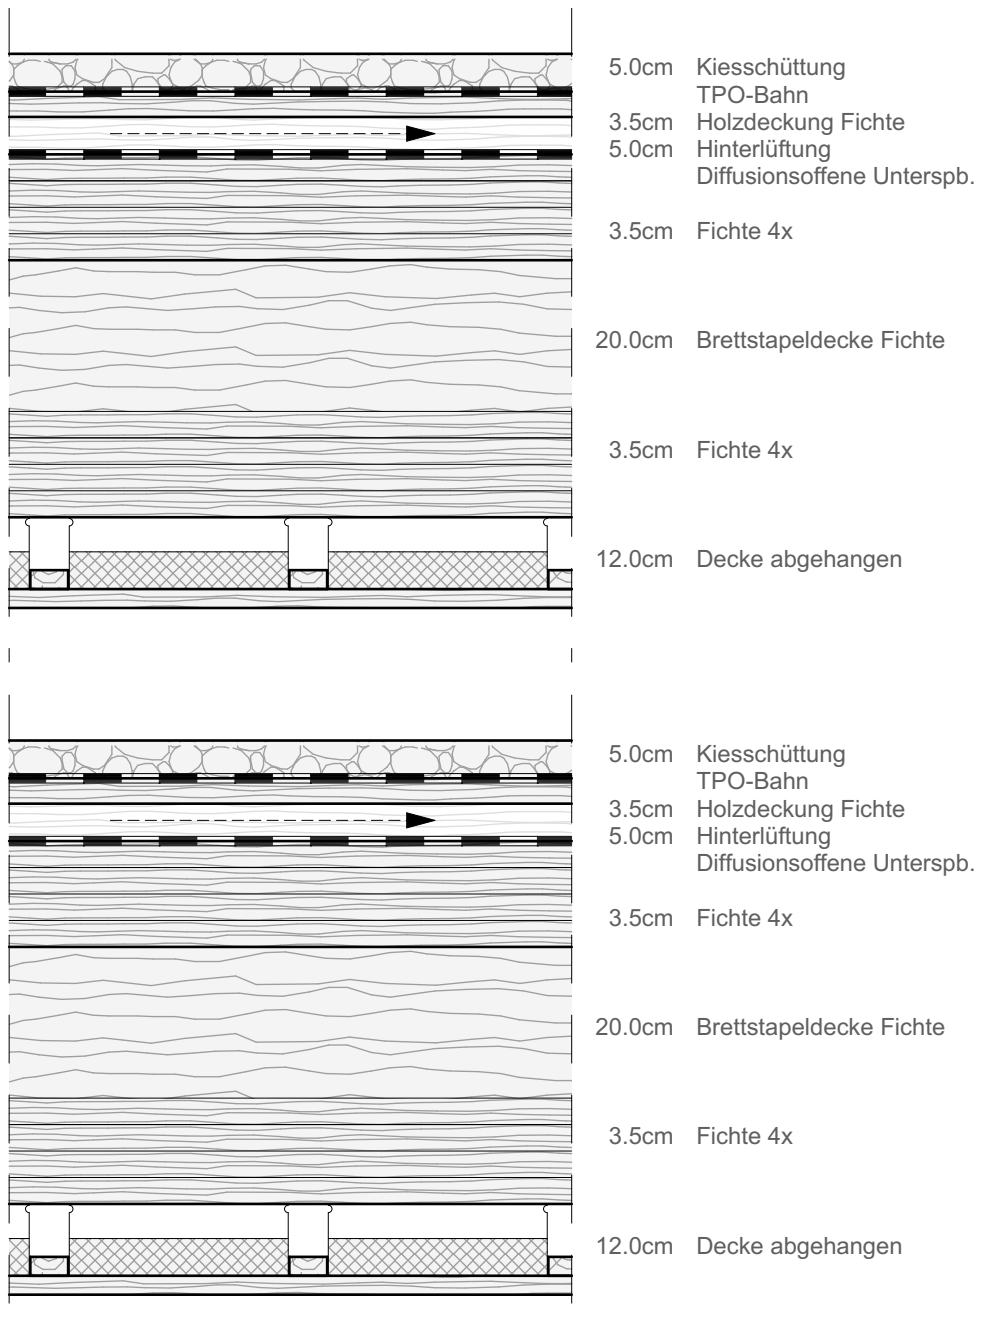 5.0cm Kiesschüttung
TPO-Bahn
3.5cm Holzdeckung Fichte
5.0cm Hinterlüftung
Diffusionsoffene Unterspb.
3.5cm Fichte 4x
20.0cm Brettstapeldecke Fichte
3.5cm Fichte 4x
12.0cm Decke abgehangen
5.0cm Kiesschüttung
TPO-Bahn
3.5cm Holzdeckung Fichte
5.0cm Hinterlüftung
Diffusionsoffene Unterspb.
3.5cm Fichte 4x
20.0cm Brettstapeldecke Fichte
3.5cm Fichte 4x
12.0cm Decke abgehangen